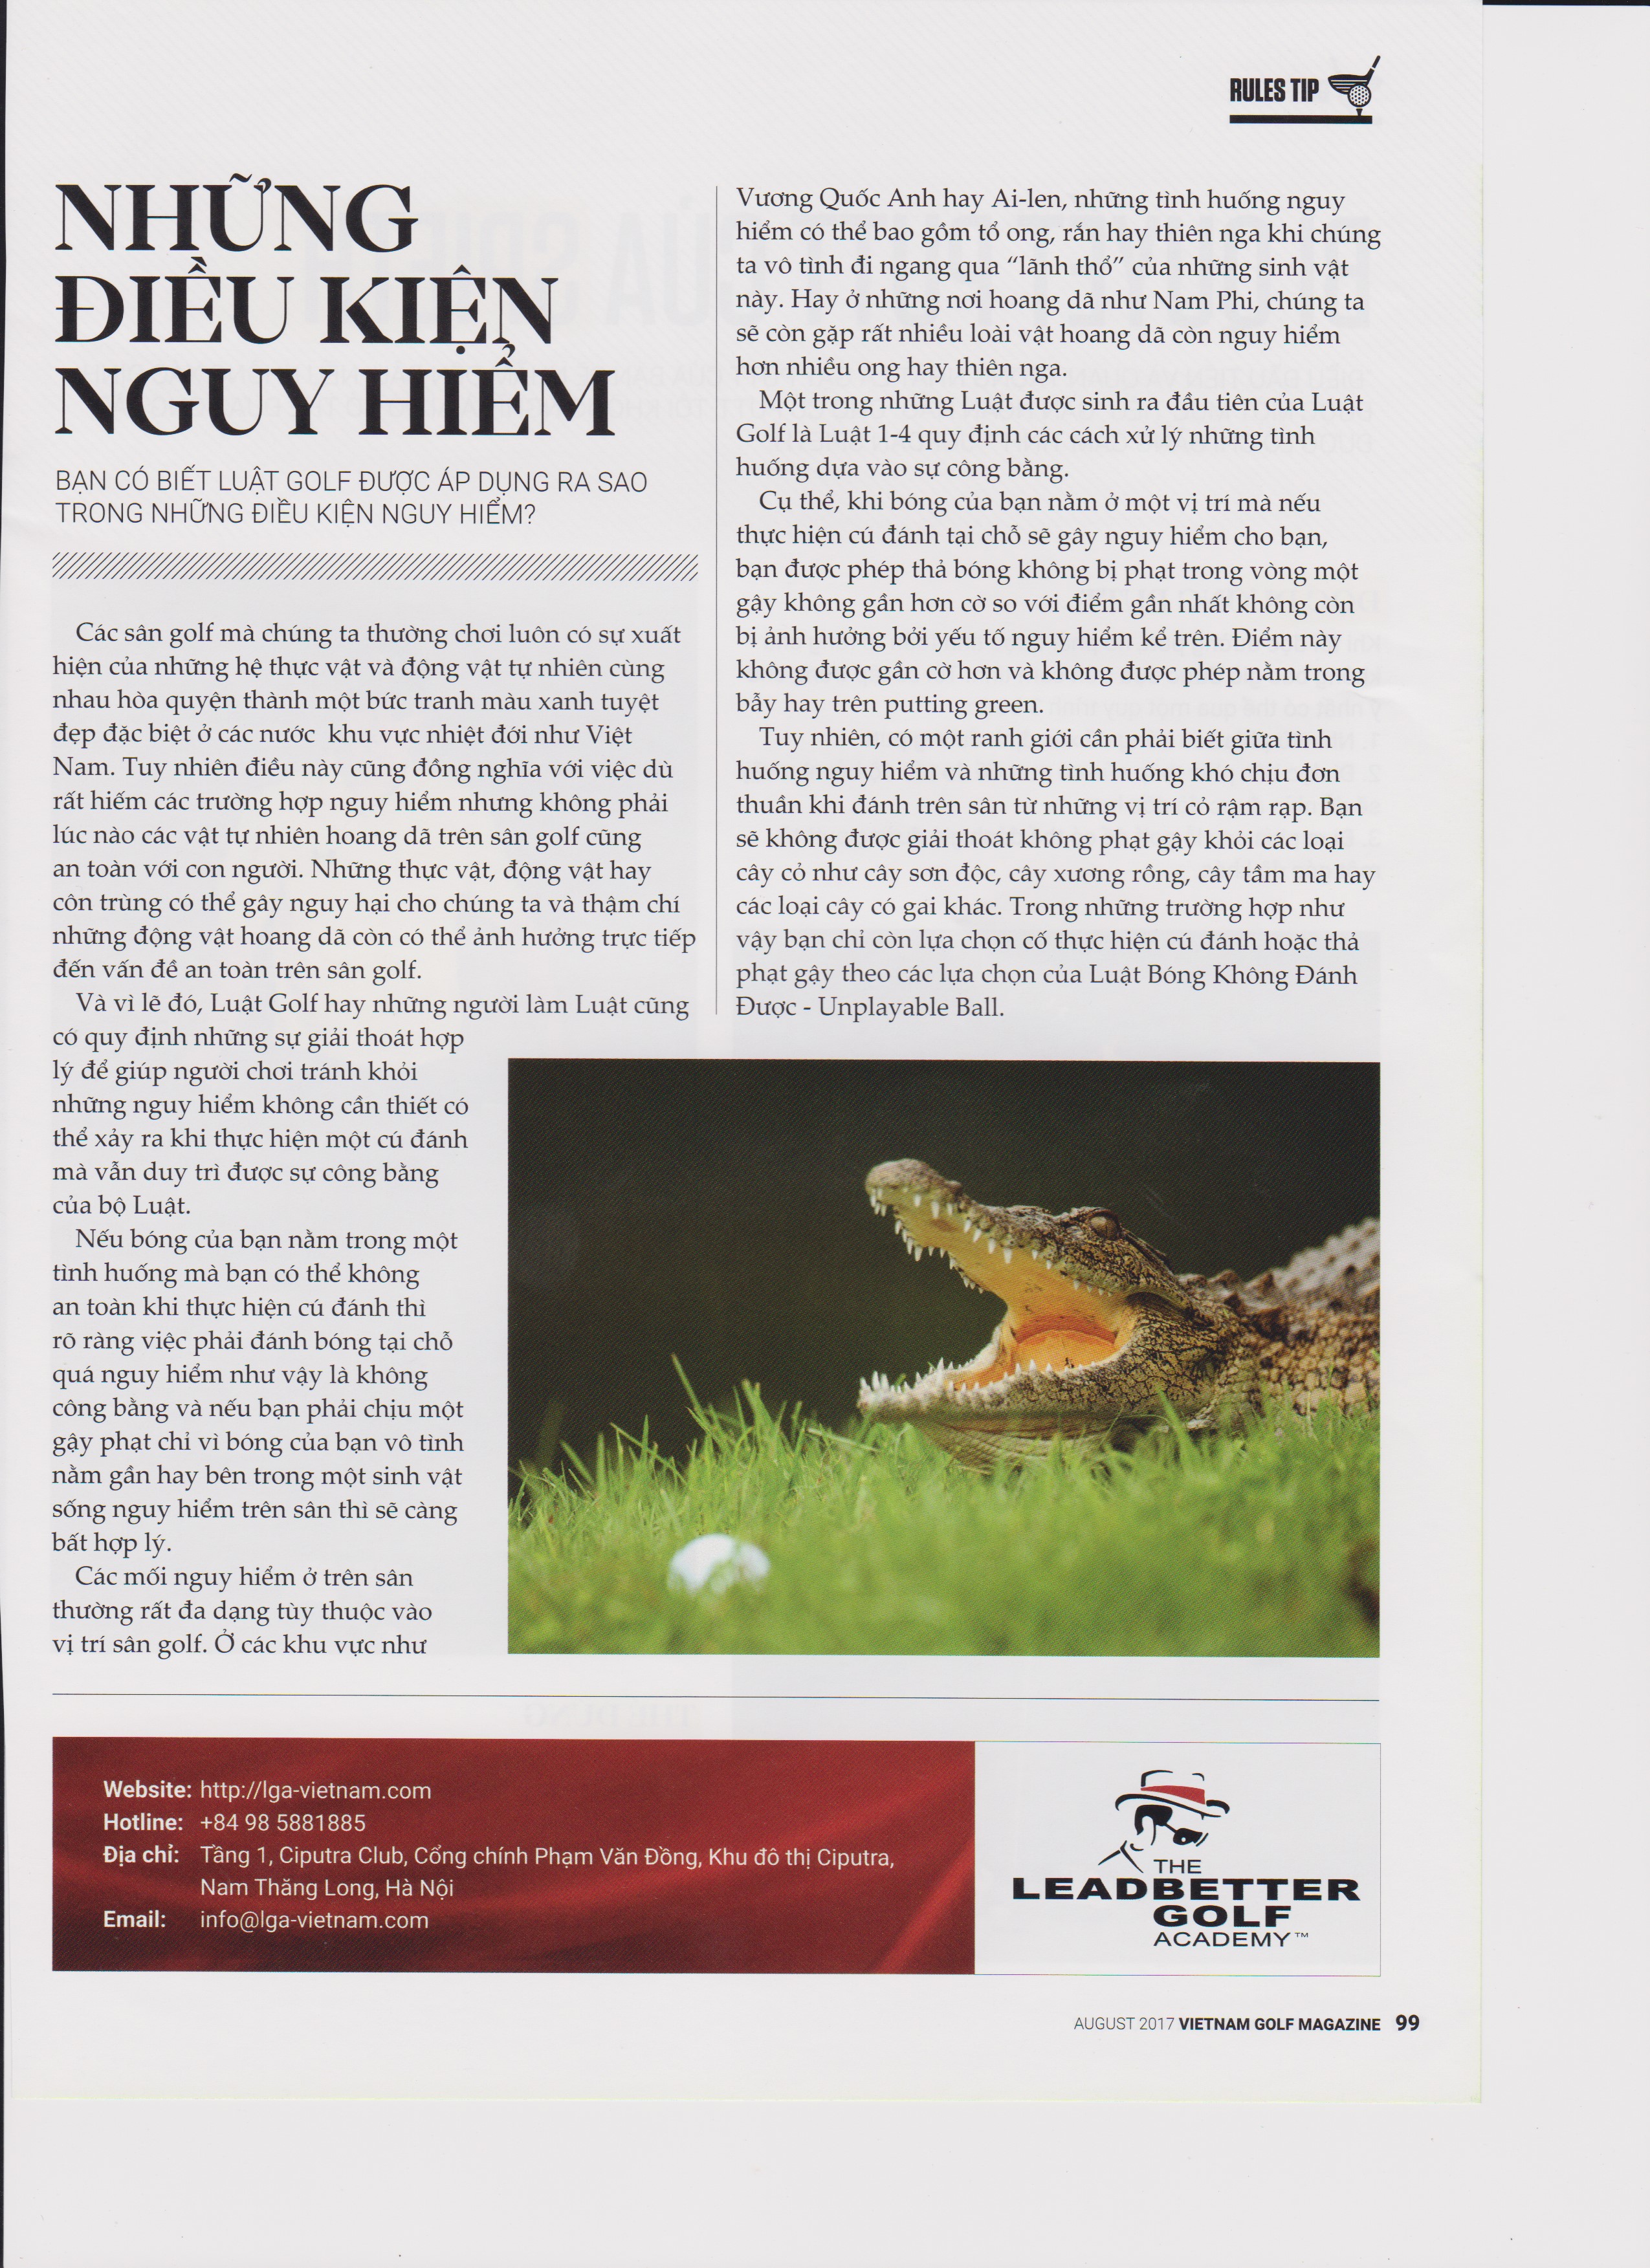 RULES TIP
NHỮNG
ĐIỀU KIỆN
NGUY HIỂM
BẠN CÓ BIẾT LUẬT GOLF ĐƯỢC ÁP DỤNG RA SAO
TRONG NHỮNG ĐIỀU KIỆN NGUY HIỂM?
Các sân golf mà chúng ta thường chơi luôn có sự xuất
hiện của những hệ thực vật và động vật tự nhiên cùng
nhau hòa quyện thành một bức tranh màu xanh tuyệt
đẹp đặc biệt ở các nước khu vực nhiệt đới như Việt
Nam. Tuy nhiên điều này cũng đồng nghĩa với việc dù
rất hiếm các trường hợp nguy hiểm nhưng không phải
lúc nào các vật tự nhiên hoang dã trên sân golf cũng
an toàn với con người. Những thực vật, động vật hay
côn trùng có thể gây nguy hại cho chúng ta và thậm chí
những động vật hoang dã còn có thể ảnh hưởng trực tiếp
đến vấn đề an toàn trên sân golf.
Và vì lẽ đó, Luật Golf hay những người làm Luật cũng
có quy định những sự giải thoát hợp
lý để giúp người chơi tránh khỏi
những nguy hiểm không cần thiết có
thể xảy ra khi thực hiện một cú đánh
mà vẫn duy trì được sự công bằng
của bộ Luật.
Nếu bóng của bạn nằm trong một
tình huống mà bạn có thể không
an toàn khi thực hiện cú đánh thì
rõ ràng việc phải đánh bóng tại chỗ
quá nguy hiểm như vậy là không
công bằng và nếu bạn phải chịu một
gậy phạt chỉ vì bóng của bạn vô tình
nằm gần hay bên trong một sinh vật
sống nguy hiểm trên sân thì sẽ càng
bất hợp lý.
Các mối nguy hiểm ở trên sân
thường rất đa dạng tùy thuộc vào
vị trí sân golf. Ở các khu vực như
Vương Quốc Anh hay Ai-len, những tình huống nguy
hiểm có thể bao gồm tổ ong, rắn hay thiên nga khi chúng
ta vô tình đi ngang qua “lãnh thổ” của những sinh vật
này. Hay ở những nơi hoang dã như Nam Phi, chúng ta
sẽ còn gặp rất nhiều loài vật hoang dã còn nguy hiểm
hơn nhiều ong hay thiên nga.
Một trong những Luật được sinh ra đầu tiên của Luật
Golf là Luật 1-4 quy định các cách xử lý những tình
huống dựa vào sự công bằng.
Cụ thể, khi bóng của bạn nằm ở một vị trí mà nếu
thực hiện cú đánh tại chỗ sẽ gây nguy hiểm cho bạn,
bạn được phép thả bóng không bị phạt trong vòng một
gậy không gần hơn cờ so với điểm gần nhất không còn
bị ảnh hưởng bởi yếu tố nguy hiểm kể trên. Điểm này
không được gần cờ hơn và không được phép nằm trong
bẫy hay trên putting green.
Tuy nhiên, có một ranh giới cần phải biết giữa tình
huống nguy hiểm và những tình huống khó chịu đơn
thuần khi đánh trên sân từ những vị trí cỏ rậm rạp. Bạn
sẽ không được giải thoát không phạt gậy khỏi các loại
cây cỏ như cây sơn độc, cây xương rồng, cây tầm ma hay
các loại cây có gai khác. Trong những trường hợp như
vậy bạn chỉ còn lựa chọn cố thực hiện cú đánh hoặc thả
phạt gậy theo các lựa chọn của Luật Bóng Không Đánh
Được - Unplayable Ball.
Website: http://lga-vietnam.com
Hotline: +84 98 5881885
Địa chỉ: Tầng 1, Ciputra Club, Cổng chính Phạm Văn Đồng, Khu đô thị Ciputra,
Nam Thăng Long, Hà Nội
Email: info@lga-vietnam.com
THE
LEADBETTER
GOLF
ACADEMY™
AUGUST 2017 VIETNAM GOLF MAGAZINE 99